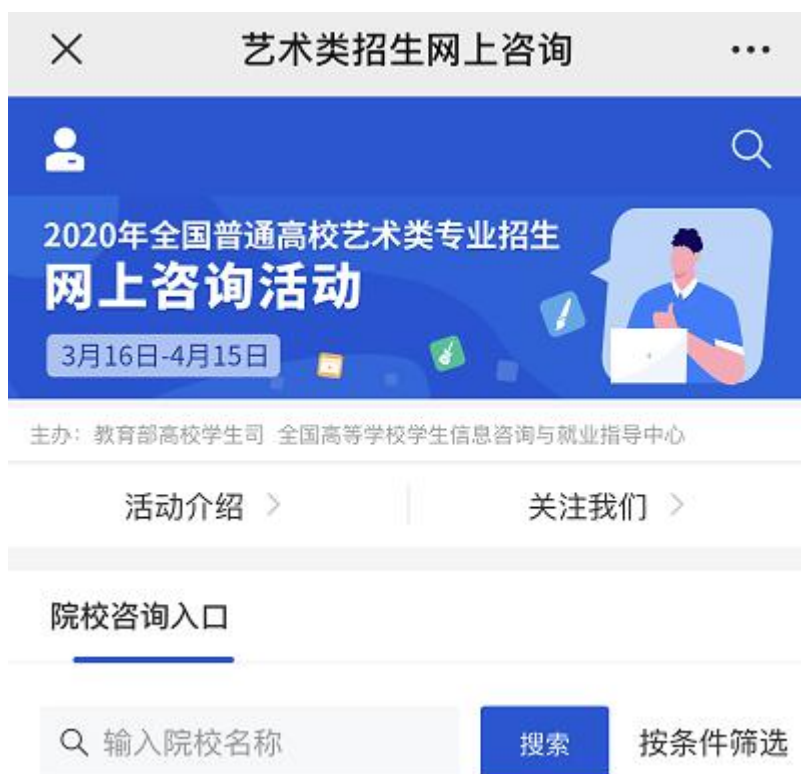 艺术类招生网上咨询
2020年全国普通高校艺术类专业招生
网上咨询活动
3月16日-4月15日
主办：教育部高校学生司 全国高等学校学生信息咨询与就业指导中心
活动介绍 关注我们
院校咨询入口
输入院校名称 搜索 按条件筛选